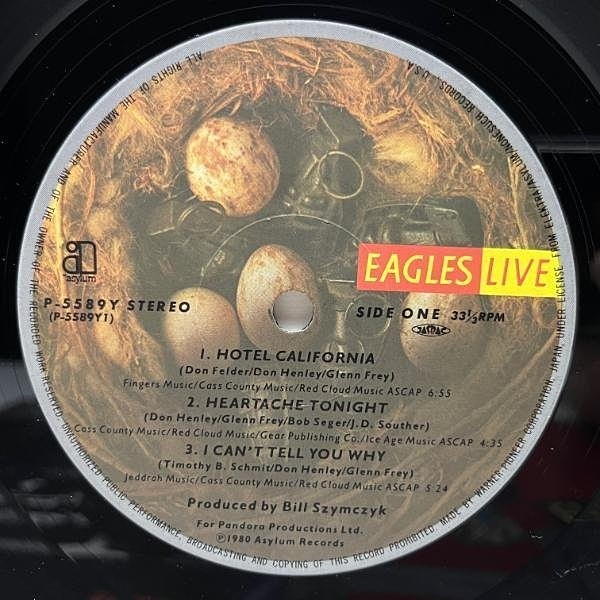 EAGLES LIVE
asylum
P-5589Y STEREO
(P-5589Y1)
SIDE ONE 33⅓RPM
JASRAC
1. HOTEL CALIFORNIA
(Don Felder/Don Henley/Glenn Frey)
Fingers Music/Cass County Music/Red Cloud Music ASCAP 6:55
2. HEARTACHE TONIGHT
(Don Henley/Glenn Frey/Bob Seger/J.D. Souther)
Cass County Music/Red Cloud Music/Gear Publishing Co./Ice Age Music ASCAP 4:35
3. I CAN'T TELL YOU WHY
(Timothy B. Schmit/Don Henley/Glenn Frey)
Jeddrah Music/Cass County Music/Red Cloud Music ASCAP 5:24
Produced by Bill Szymczyk
For Pandora Productions Ltd.
℗1980 Asylum Records
ALL RIGHTS OF THE MANUFACTURER AND OF THE OWNER OF THE RECORDED WORK RESERVED. UNAUTHORIZED PUBLIC PERFORMANCE, BROADCASTING AND COPYING OF THIS RECORD PROHIBITED. MADE BY WARNER-PIONEER CORPORATION, JAPAN, UNDER LICENSE FROM ELEKTRA/ASYLUM/NONESUCH RECORDS, U.S.A.